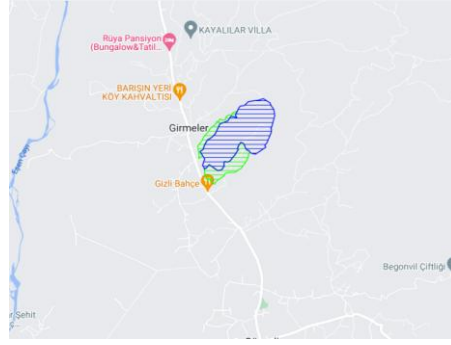 KAYALILAR VILLA
Rüya Pansiyon
(Bungalow&Tatil...
BARIŞIN YERİ
KÖY KAHVALTISI
Girmeler
Gizli Bahçe
Begonvil Çiftliği
Şehit